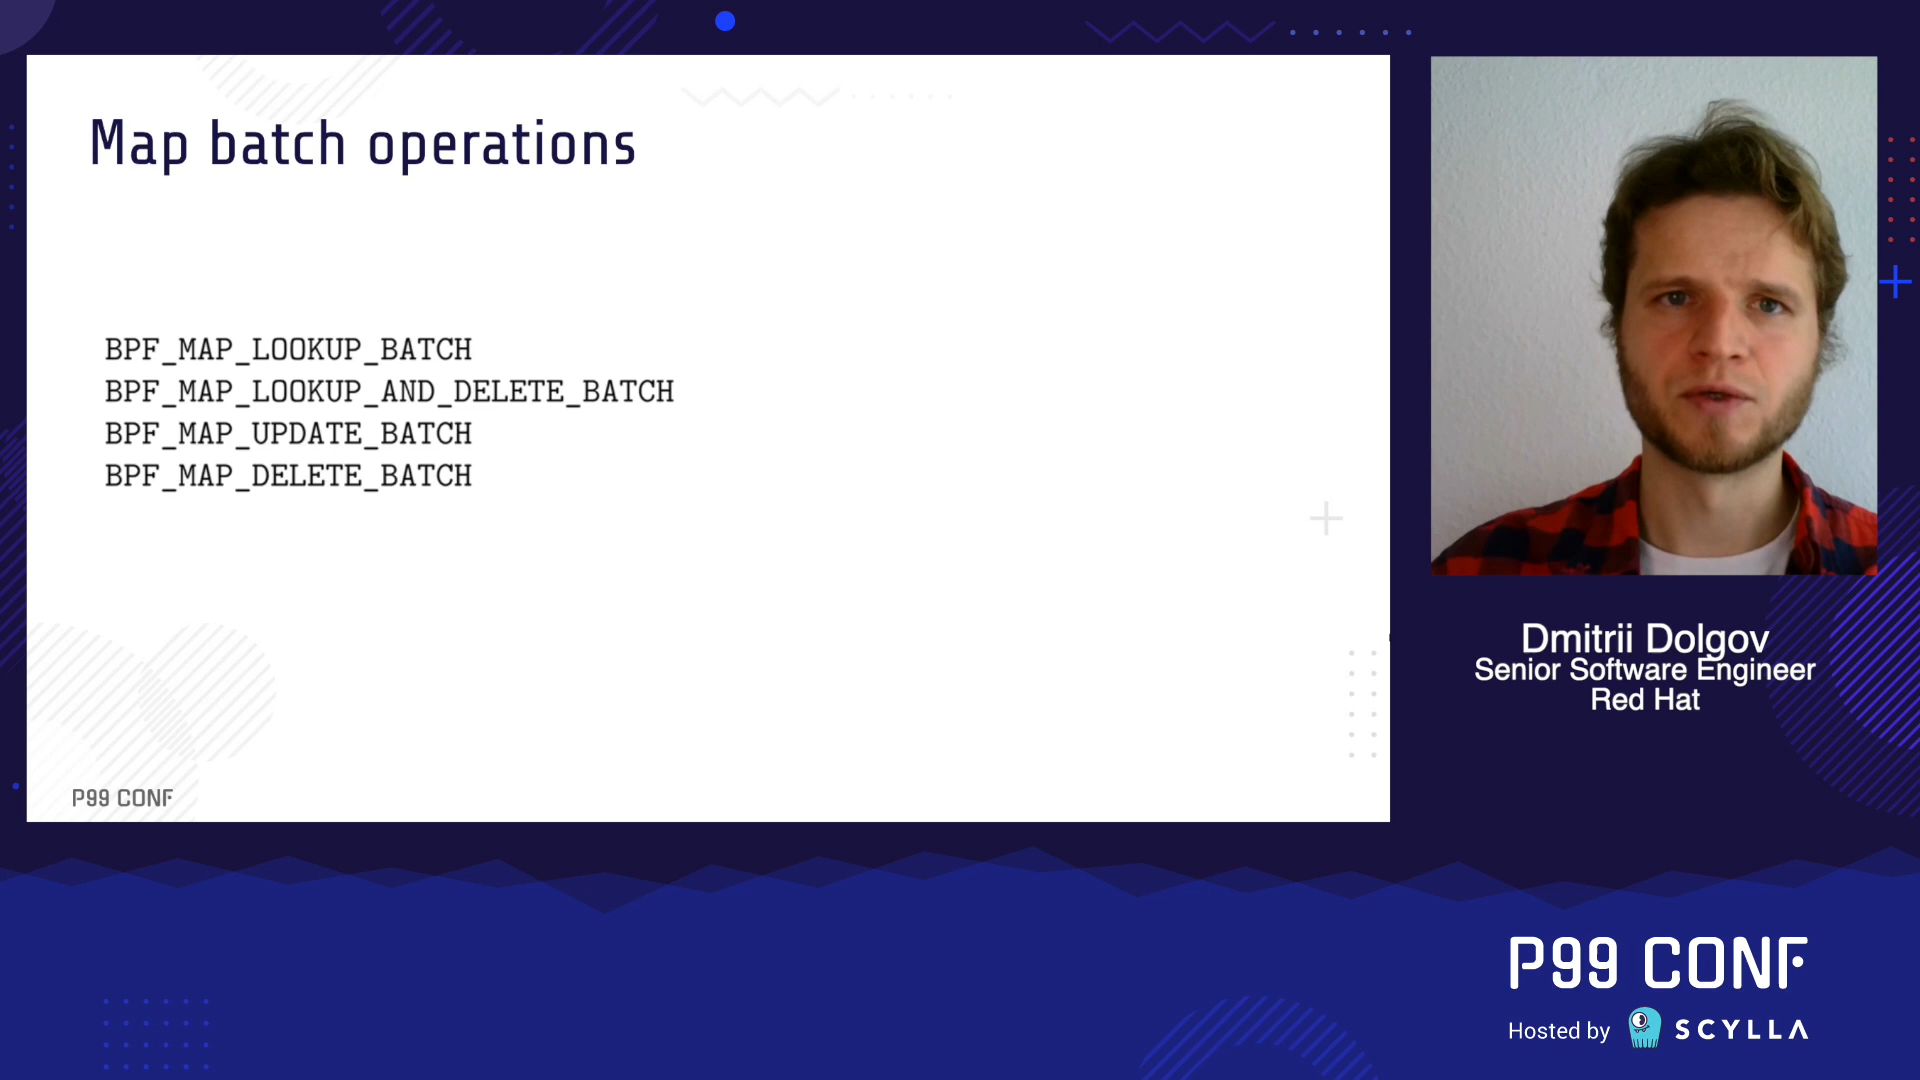 Map batch operations
BPF_MAP_LOOKUP_BATCH
BPF_MAP_LOOKUP_AND_DELETE_BATCH
BPF_MAP_UPDATE_BATCH
BPF_MAP_DELETE_BATCH
P99 CONF
Dmitrii Dolgov
Senior Software Engineer
Red Hat
P99 CONF
Hosted by SCYLLA